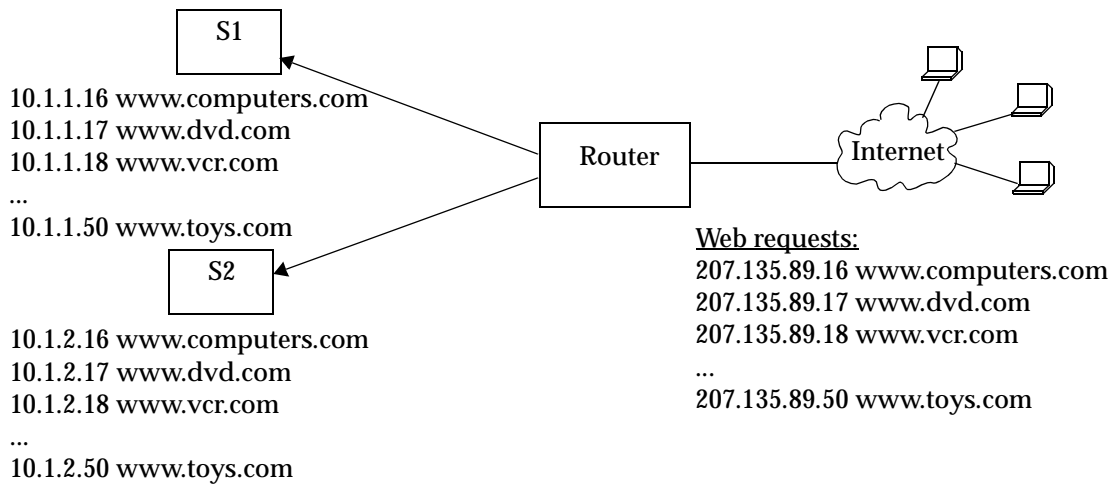 S1
10.1.1.16 www.computers.com
10.1.1.17 www.dvd.com
10.1.1.18 www.vcr.com
...
10.1.1.50 www.toys.com
S2
10.1.2.16 www.computers.com
10.1.2.17 www.dvd.com
10.1.2.18 www.vcr.com
...
10.1.2.50 www.toys.com
Router
Internet
Web requests:
207.135.89.16 www.computers.com
207.135.89.17 www.dvd.com
207.135.89.18 www.vcr.com
...
207.135.89.50 www.toys.com